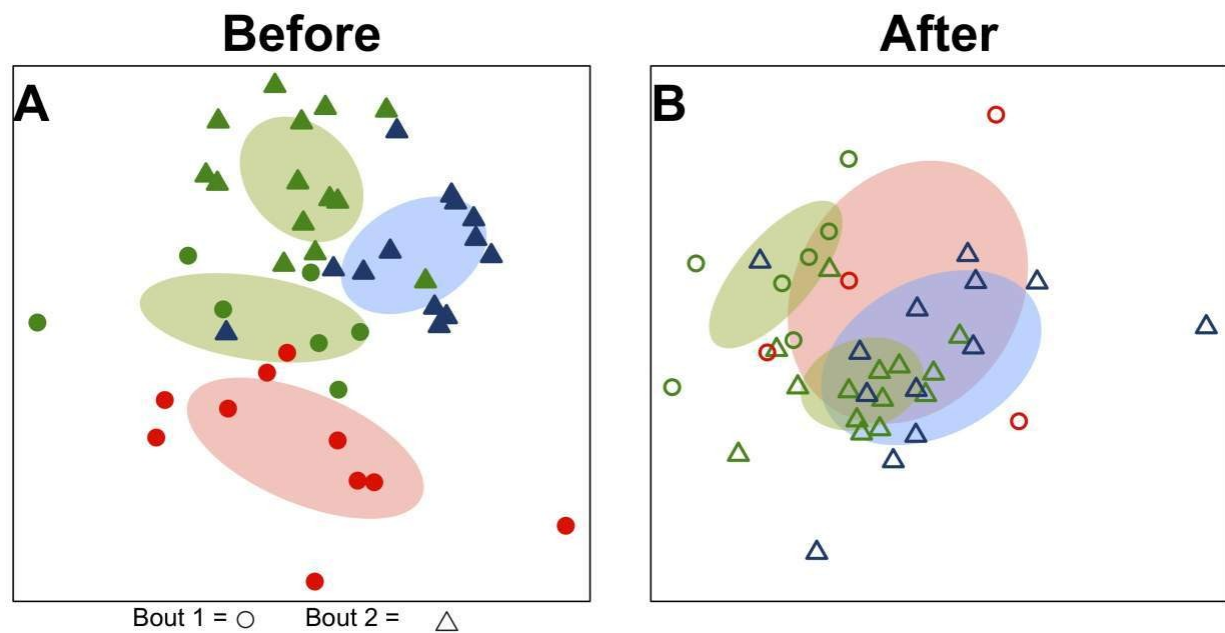 Before
After
A
B
Bout 1 = ○ Bout 2 = △